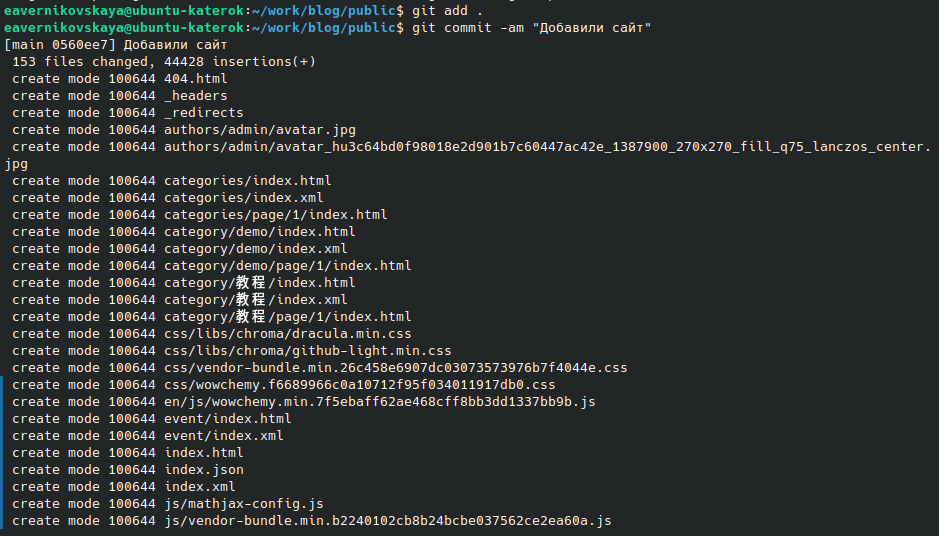 eavernikovskaya@ubuntu-katerok:~/work/blog/public$ git add .
eavernikovskaya@ubuntu-katerok:~/work/blog/public$ git commit -am "Добавили сайт"
[main 0560ee7] Добавили сайт
153 files changed, 44428 insertions(+)
create mode 100644 404.html
create mode 100644 _headers
create mode 100644 _redirects
create mode 100644 authors/admin/avatar.jpg
create mode 100644 authors/admin/avatar_hu3c64bd0f98018e2d901b7c60447ac42e_1387900_270x270_fill_q75_lanczos_center.
jpg
create mode 100644 categories/index.html
create mode 100644 categories/index.xml
create mode 100644 categories/page/1/index.html
create mode 100644 category/demo/index.html
create mode 100644 category/demo/index.xml
create mode 100644 category/demo/page/1/index.html
create mode 100644 category/教程/index.html
create mode 100644 category/教程/index.xml
create mode 100644 category/教程/page/1/index.html
create mode 100644 css/libs/chroma/dracula.min.css
create mode 100644 css/libs/chroma/github-light.min.css
create mode 100644 css/vendor-bundle.min.26c458e6907dc03073573976b7f4044e.css
create mode 100644 css/wowchemy.f6689966c0a10712f95f034011917db0.css
create mode 100644 en/js/wowchemy.min.7f5ebaff62ae468cff8bb3dd1337bb9b.js
create mode 100644 event/index.html
create mode 100644 event/index.xml
create mode 100644 index.html
create mode 100644 index.json
create mode 100644 index.xml
create mode 100644 js/mathjax-config.js
create mode 100644 js/vendor-bundle.min.b2240102cb8b24bcbe037562ce2ea60a.js